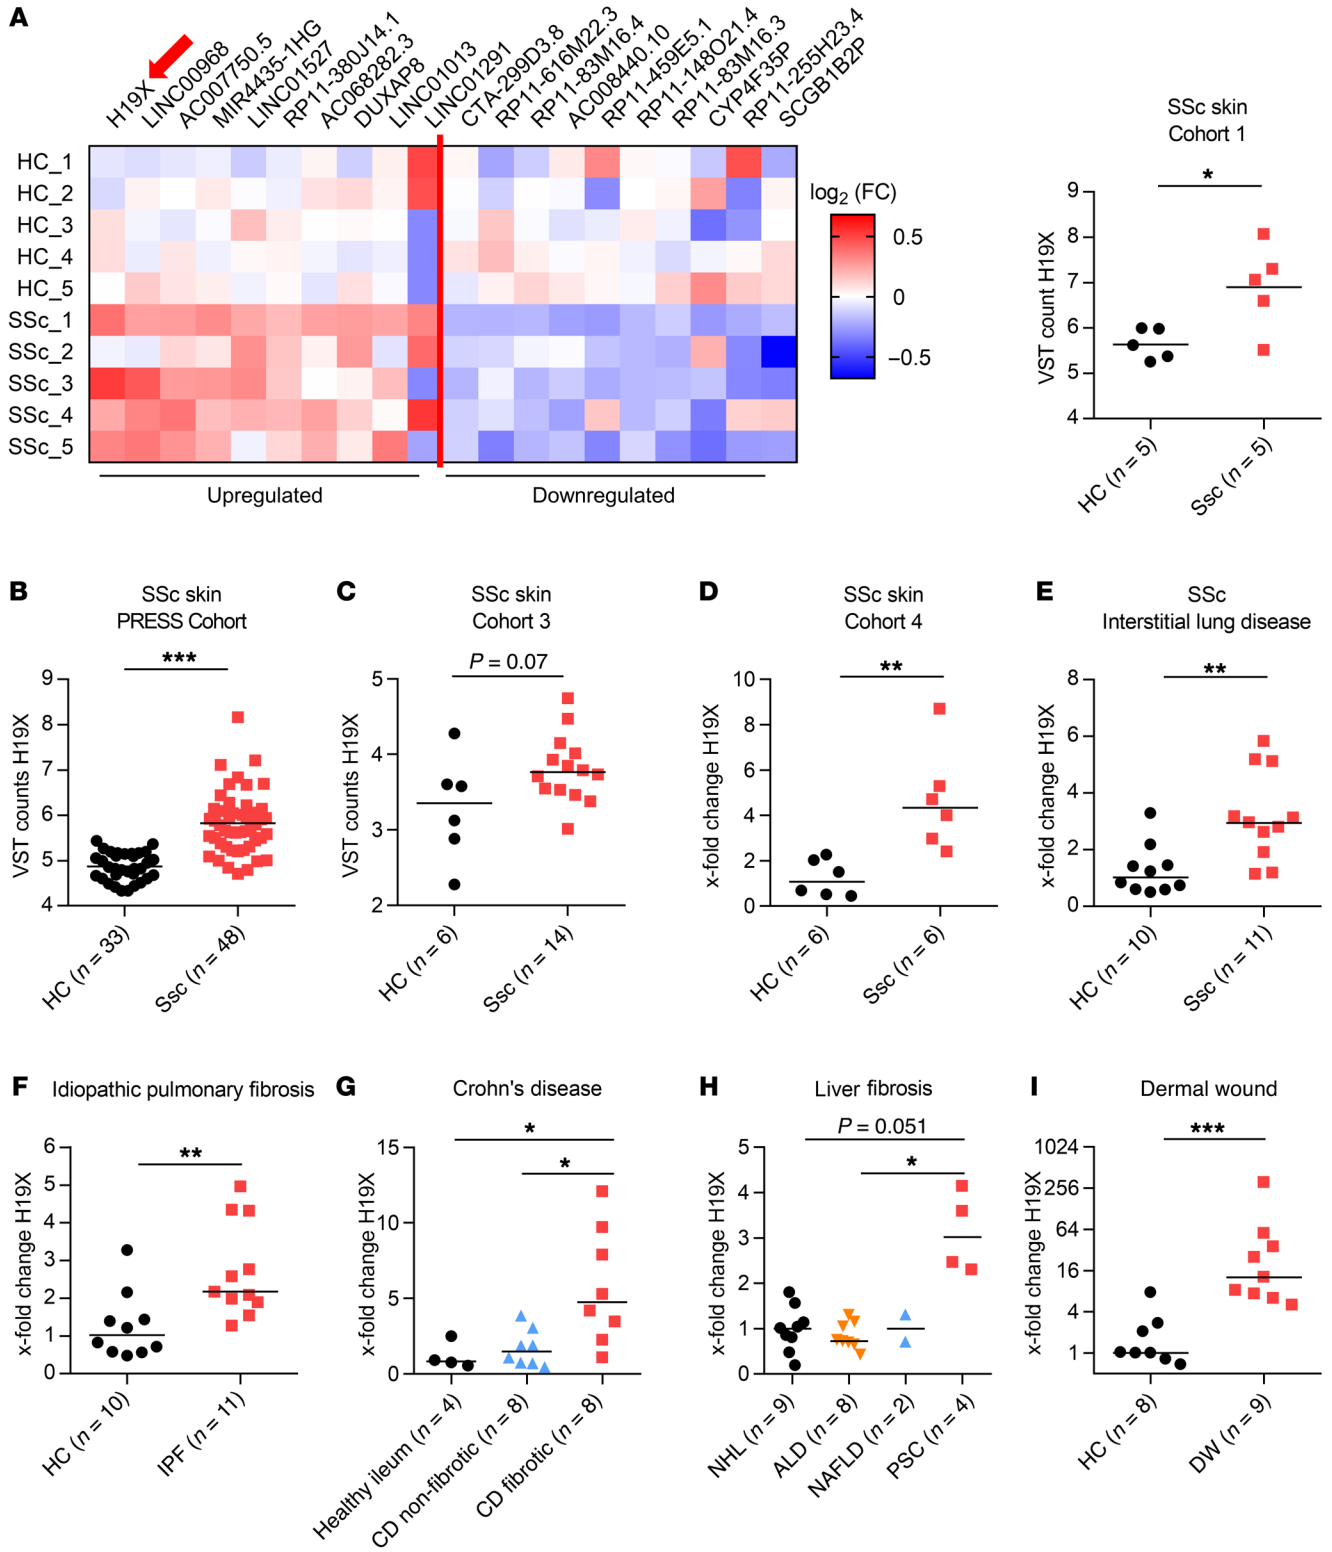 A
H19X
LINC00968
AC007750.5
MIR4435-1HG
LINC01527
RP11-380J14.1
AC068282.3
DUXAP8
LINC01013
LINC01291
CTA-299D3.8
RP11-616M22.3
RP11-83M16.4
AC008440.10
RP11-459E5.1
RP11-148O21.4
RP11-83M16.3
CYP4F35P
RP11-255H23.4
SCGB1B2P
HC_1
HC_2
HC_3
HC_4
HC_5
SSc_1
SSc_2
SSc_3
SSc_4
SSc_5
Upregulated
Downregulated
log2 (FC)
0.5
0
−0.5
SSc skin
Cohort 1
*
VST count H19X
9
8
7
6
5
4
HC (n = 5)
Ssc (n = 5)
B
SSc skin
PRESS Cohort
***
VST counts H19X
9
8
7
6
5
4
HC (n = 33)
Ssc (n = 48)
C
SSc skin
Cohort 3
P = 0.07
VST counts H19X
5
4
3
2
HC (n = 6)
Ssc (n = 14)
D
SSc skin
Cohort 4
**
x-fold change H19X
10
8
6
4
2
0
HC (n = 6)
Ssc (n = 6)
E
SSc
Interstitial lung disease
**
x-fold change H19X
8
6
4
2
0
HC (n = 10)
Ssc (n = 11)
F
Idiopathic pulmonary fibrosis
**
x-fold change H19X
6
5
4
3
2
1
0
HC (n = 10)
IPF (n = 11)
G
Crohn's disease
*
*
x-fold change H19X
15
10
5
0
Healthy ileum (n = 4)
CD non-fibrotic (n = 8)
CD fibrotic (n = 8)
H
Liver fibrosis
P = 0.051
*
x-fold change H19X
5
4
3
2
1
0
NHL (n = 9)
ALD (n = 8)
NAFLD (n = 2)
PSC (n = 4)
I
Dermal wound
***
x-fold change H19X
1024
256
64
16
4
1
HC (n = 8)
DW (n = 9)